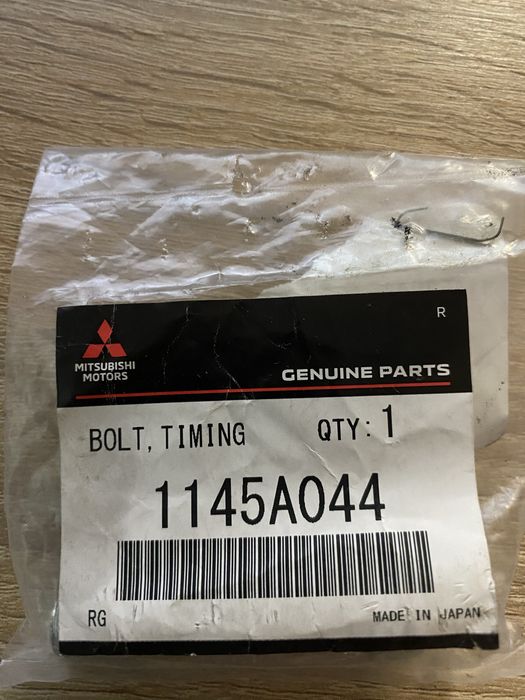 R
MITSUBISHI
MOTORS
GENUINE PARTS
BOLT, TIMING QTY: 1
1145A044
RG MADE IN JAPAN